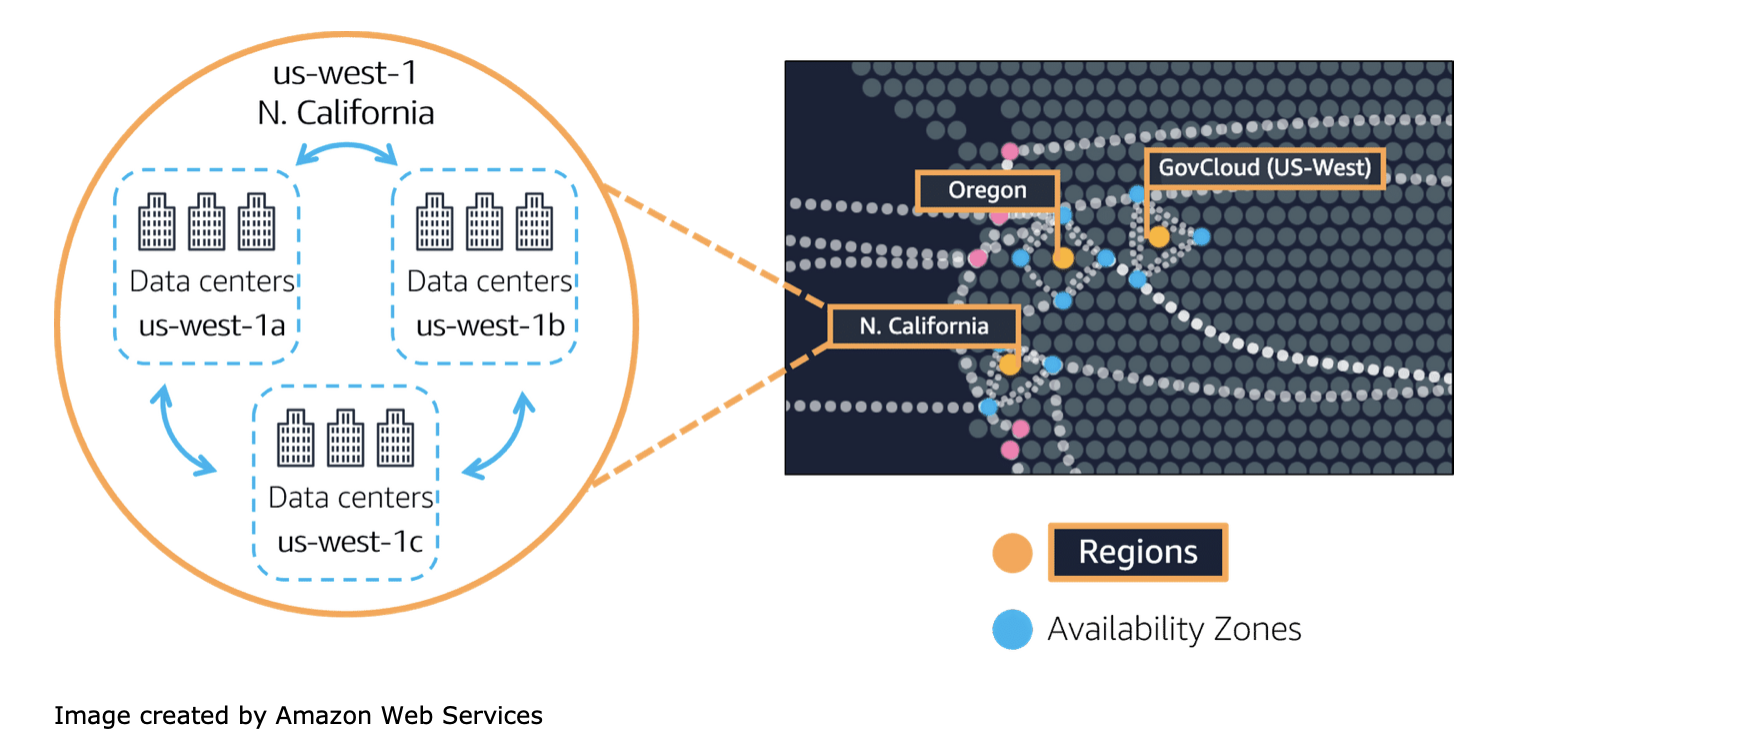 us-west-1
N. California
Data centers
us-west-1a
Data centers
us-west-1b
Data centers
us-west-1c
GovCloud (US-West)
Oregon
N. California
Regions
Availability Zones
Image created by Amazon Web Services